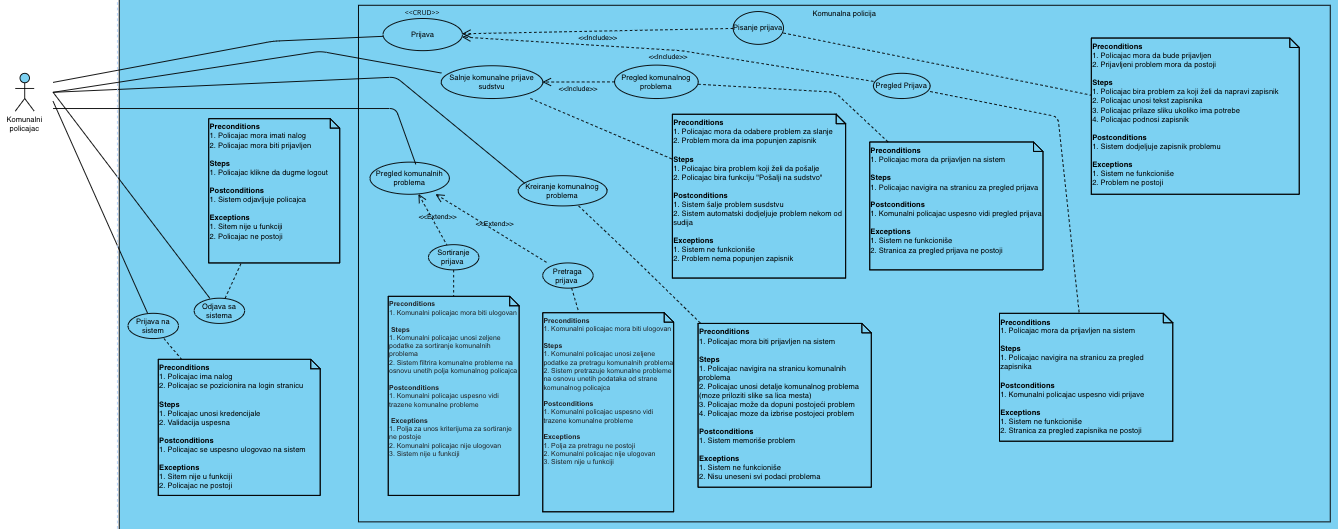 Komunalna policija
<<CRUD>>
Prijava
Pisanje prijava
<<Include>>
<<Include>>
Salnje komunalne prijave
sudstvu
<<Include>>
Pregled komunalnog
problema
Pregled Prijava
Komunalni
policajac
Preconditions
1. Policajac mora da bude prijavljen
2. Prijavljeni problem mora da postoji
Steps
1. Policajac bira problem za koji želi da napravi zapisnik
2. Policajac unosi tekst zapisnika
3. Policajac prilaze sliku ukoliko ima potrebe
4. Policajac podnosi zapisnik
Postconditions
1. Sistem dodjeljuje zapisnik problemu
Exceptions
1. Sistem ne funkcioniše
2. Problem ne postoji
Preconditions
1. Policajac mora imati nalog
2. Policajac mora biti prijavljen
Steps
1. Policajac klikne da dugme logout
Postconditions
1. Sistem odjavljuje policajca
Exceptions
1. Sitem nije u funkciji
2. Policajac ne postoji
Preconditions
1. Policajac mora da odabere problem za slanje
2. Problem mora da ima popunjen zapisnik
Steps
1. Policajac bira problem koji želi da pošalje
2. Policajac bira funkciju "Pošalji na sudstvo"
Postconditions
1. Sistem šalje problem susdstvu
2. Sistem automatski dodjeljuje problem nekom od
sudija
Exceptions
1. Sistem ne funkcioniše
2. Problem nema popunjen zapisnik
Preconditions
1. Policajac mora da prijavljen na sistem
Steps
1. Policajac navigira na stranicu za pregled prijava
Postconditions
1. Komunalni policajac uspesno vidi pregled prijava
Exceptions
1. Sistem ne funkcioniše
2. Stranica za pregled prijava ne postoji
Pregled komunalnih
problema
Kreiranje komunalnog
problema
<<Extend>>
<<Extend>>
Sortiranje
prijava
Pretraga
prijava
Odjava sa
sistema
Prijava na
sistem
Preconditions
1. Policajac ima nalog
2. Policajac se pozicionira na login stranicu
Steps
1. Policajac unosi kredencijale
2. Validacija uspesna
Postconditions
1. Policajac se uspesno ulogovao na sistem
Exceptions
1. Sitem nije u funkciji
2. Policajac ne postoji
Preconditions
1. Komunalni policajac mora biti ulogovan
Steps
1. Komunalni policajac unosi zeljene
podatke za sortiranje komunalnih
problema
2. Sistem filtrira komunalne probleme na
osnovu unetih polja komunalnog policajca
Postconditions
1. Komunalni policajac uspesno vidi
trazene komunalne probleme
Exceptions
1. Polja za unos kriterijuma za sortiranje
ne postoje
2. Komunalni policajac nije ulogovan
3. Sistem nije u funkciji
Preconditions
1. Komunalni policajac mora biti ulogovan
Steps
1. Komunalni policajac unosi zeljene
podatke za pretragu komunalnih problema
2. Sistem pretrazuje komunalne probleme
na osnovu unetih podataka od strane
komunalnog policajca
Postconditions
1. Komunalni policajac uspesno vidi
trazene komunalne probleme
Exceptions
1. Polja za pretragu ne postoji
2. Komunalni policajac nije ulogovan
3. Sistem nije u funkciji
Preconditions
1. Policajac mora biti prijavljen na sistem
Steps
1. Policajac navigira na stranicu komunalnih
problema
2. Policajac unosi detalje komunalnog problema
(moze priloziti slike sa lica mesta)
3. Policajac može da dopuni postojeći problem
4. Policajac moze da izbrise postojeci problem
Postconditions
1. Sistem memoriše problem
Exceptions
1. Sistem ne funkcioniše
2. Nisu uneseni svi podaci problema
Preconditions
1. Policajac mora da prijavljen na sistem
Steps
1. Policajac navigira na stranicu za pregled
zapisnika
Postconditions
1. Komunalni policajac uspesno vidi prijave
Exceptions
1. Sistem ne funkcioniše
2. Stranica za pregled zapisnika ne postoji